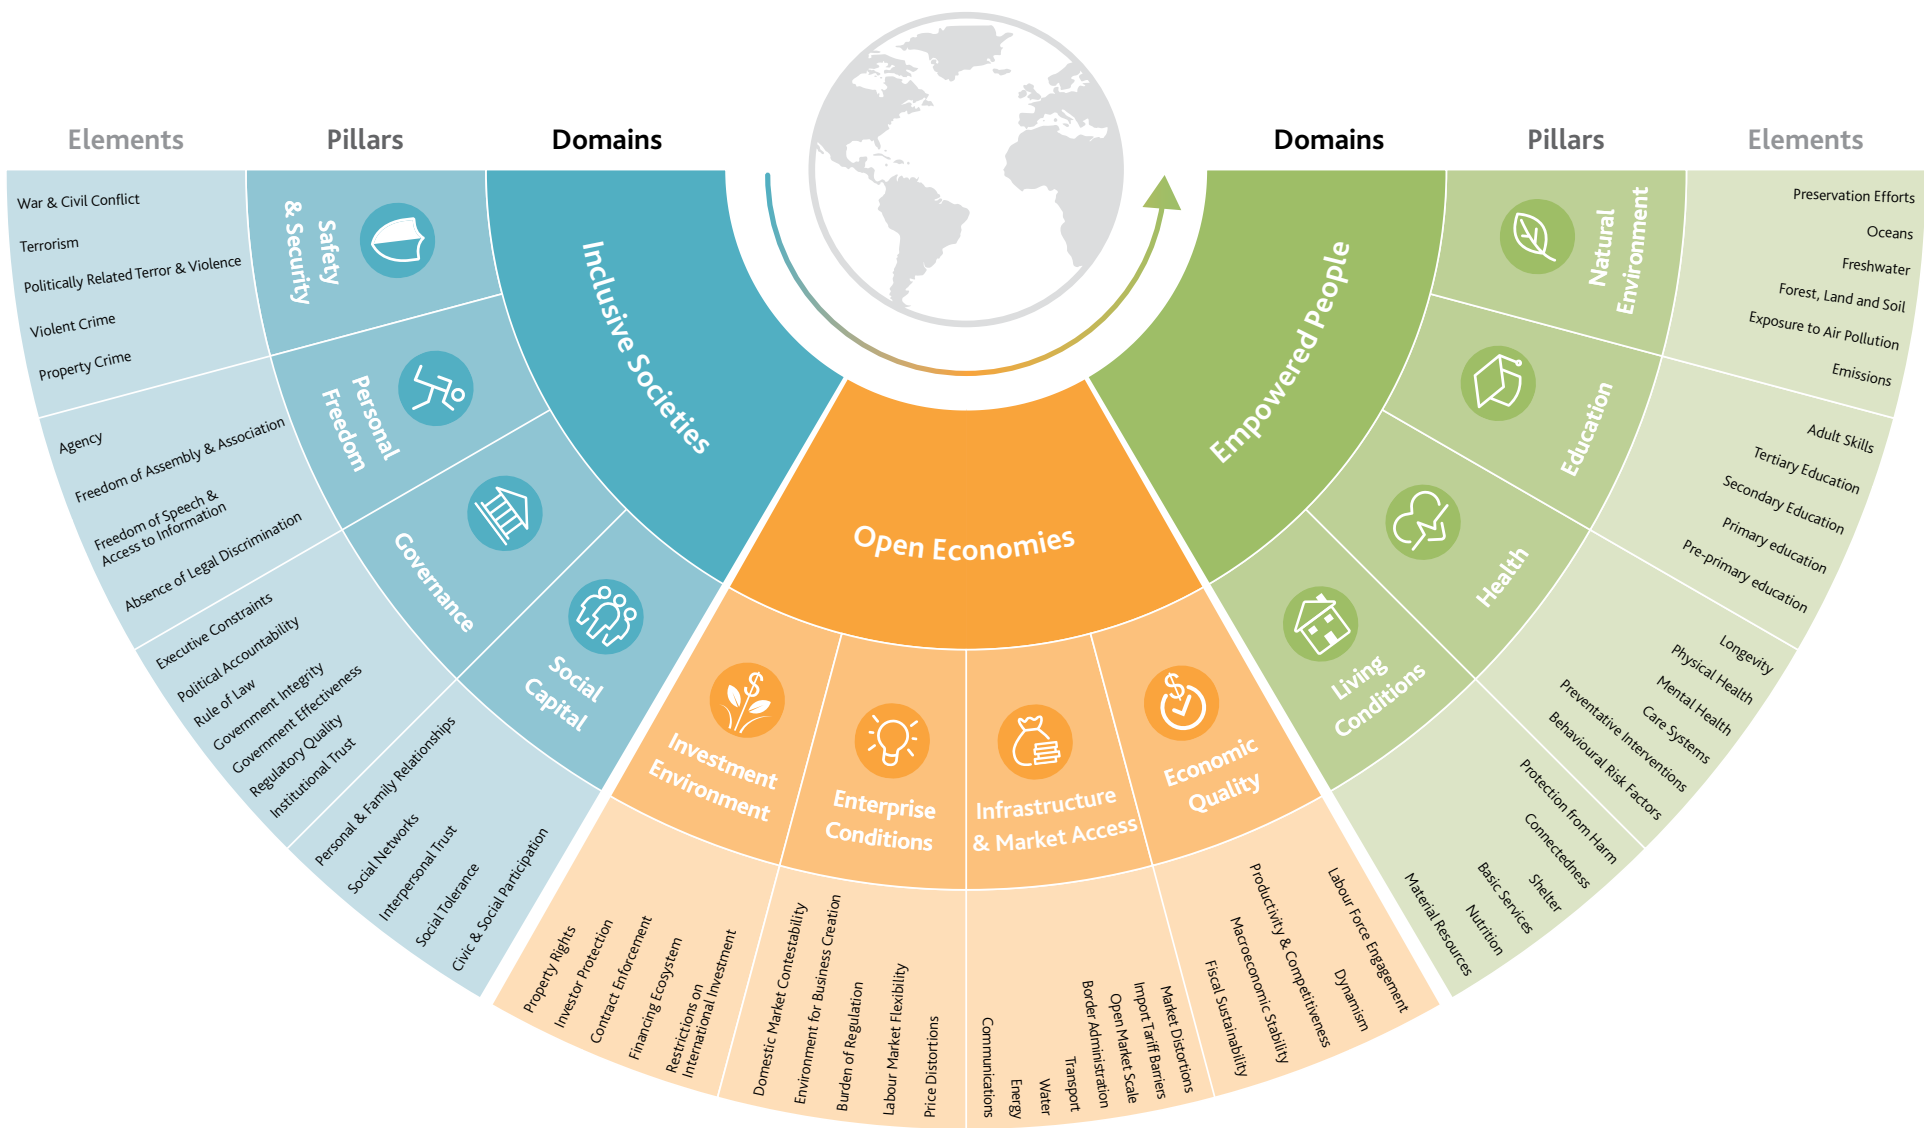 Elements
Pillars
Domains
Domains
Pillars
Elements
Inclusive Societies
Safety
& Security
War & Civil Conflict
Terrorism
Politically Related Terror & Violence
Violent Crime
Property Crime
Personal
Freedom
Agency
Freedom of Assembly & Association
Freedom of Speech &
Access to Information
Absence of Legal Discrimination
Governance
Executive Constraints
Political Accountability
Rule of Law
Government Integrity
Government Effectiveness
Regulatory Quality
Institutional Trust
Social
Capital
Personal & Family Relationships
Social Networks
Interpersonal Trust
Social Tolerance
Civic & Social Participation
Open Economies
Investment
Environment
Property Rights
Investor Protection
Contract Enforcement
Financing Ecosystem
Restrictions on
International Investment
Enterprise
Conditions
Domestic Market Contestability
Environment for Business Creation
Burden of Regulation
Labour Market Flexibility
Price Distortions
Infrastructure
& Market Access
Communications
Energy
Water
Transport
Border Administration
Open Market Scale
Import Tariff Barriers
Market Distortions
Economic
Quality
Fiscal Sustainability
Macroeconomic Stability
Productivity & Competitiveness
Dynamism
Labour Force Engagement
Empowered People
Living
Conditions
Material Resources
Nutrition
Basic Services
Shelter
Connectedness
Protection from Harm
Health
Behavioural Risk Factors
Preventative Interventions
Care Systems
Mental Health
Physical Health
Longevity
Education
Pre-primary education
Primary education
Secondary Education
Tertiary Education
Adult Skills
Natural
Environment
Emissions
Exposure to Air Pollution
Forest, Land and Soil
Freshwater
Oceans
Preservation Efforts